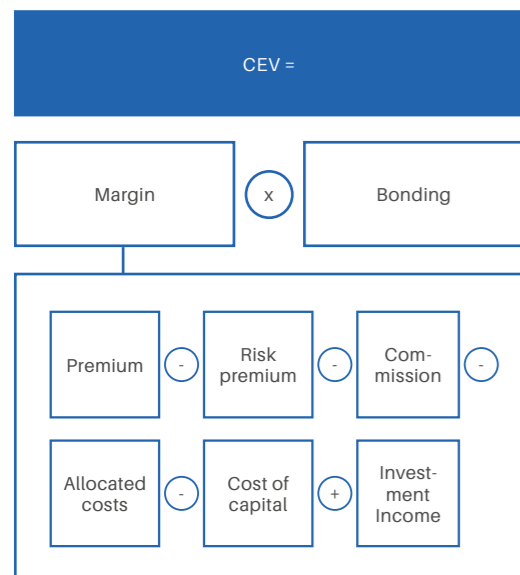 CEV =
Margin
x
Bonding
Premium
-
Risk
premium
-
Com-
mission
-
Allocated
costs
-
Cost of
capital
+
Invest-
ment
Income